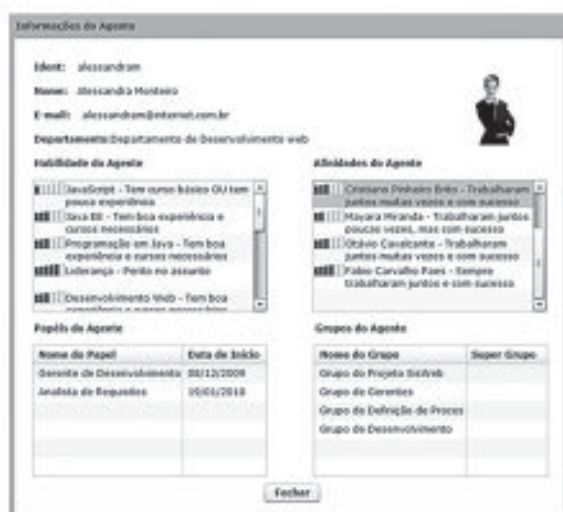 Informações do Agente
Ident: alessandram
Nome: Alessandra Monteiro
E-mail: alessandram@internet.com.br
Departamento:Departamento de Desenvolvimento web
Habilidade do Agente
JavaScript - Tem curso básico OU tem
pouca experiência
Java EE - Tem boa experiência e
cursos necessários
Programação em Java - Tem boa
experiência e cursos necessários
Liderança - Perito no assunto
Desenvolvimento Web - Tem boa
experiência e cursos necessários
Afinidades do Agente
Cristiano Pinheiro Brito - Trabalharam
juntos muitas vezes e com sucesso
Mayara Miranda - Trabalharam juntos
poucas vezes, mas com sucesso
Otávio Cavalcante - Trabalharam
juntos muitas vezes e com sucesso
Fabio Carvalho Paes - Sempre
trabalharam juntos e com sucesso
Papéis do Agente
Nome do Papel Data de Início
Gerente de Desenvolvimento 08/12/2009
Analista de Requisitos 19/01/2010
Grupos do Agente
Nome do Grupo Super Grupo
Grupo do Projeto SisWeb
Grupo de Gerentes
Grupo de Definição de Proces
Grupo de Desenvolvimento
Fechar